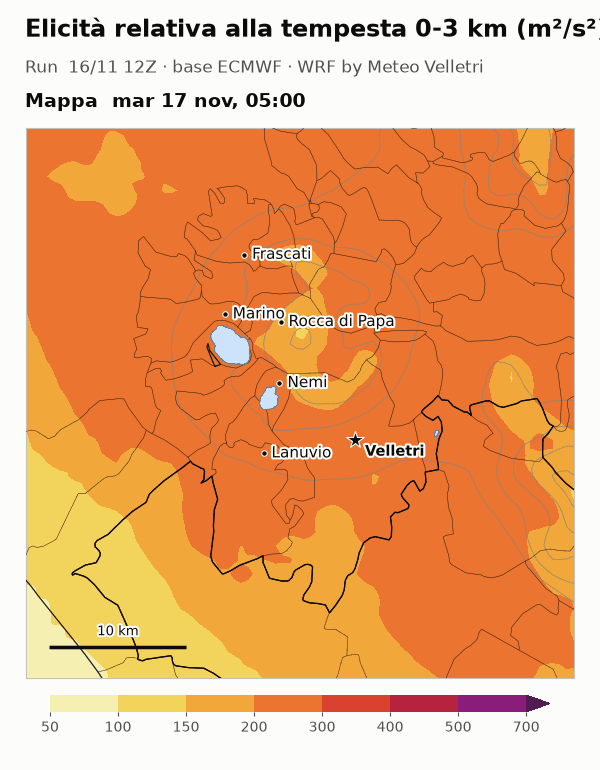 Elicità relativa alla tempesta 0-3 km (m²/s²)
Run 16/11 12Z · base ECMWF · WRF by Meteo Velletri
Mappa mar 17 nov, 05:00
Frascati
Marino
Rocca di Papa
Nemi
Velletri
Lanuvio
10 km
50 100 150 200 300 400 500 700